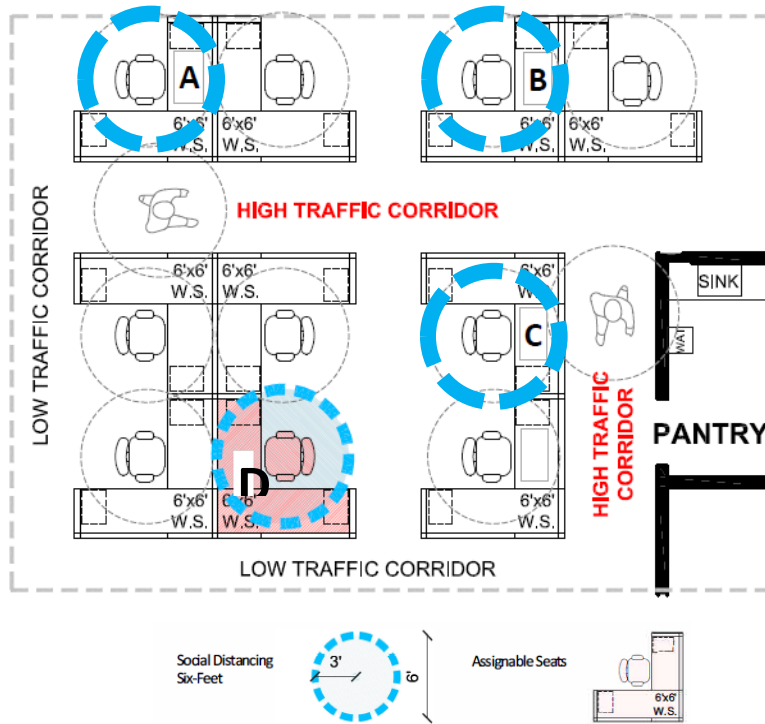 A
B
6'x6'
W.S.
6'x6'
W.S.
6'x6'
W.S.
6'x6'
W.S.
HIGH TRAFFIC CORRIDOR
LOW TRAFFIC CORRIDOR
6'x6'
W.S.
6'x6'
W.S.
6'x6'
W.S.
SINK
C
WAT
D
HIGH TRAFFIC
CORRIDOR
PANTRY
6'x6'
W.S.
6'x6'
W.S.
6'x6'
W.S.
LOW TRAFFIC CORRIDOR
Social Distancing
Six-Feet
3'
6'
Assignable Seats
6'x6'
W.S.